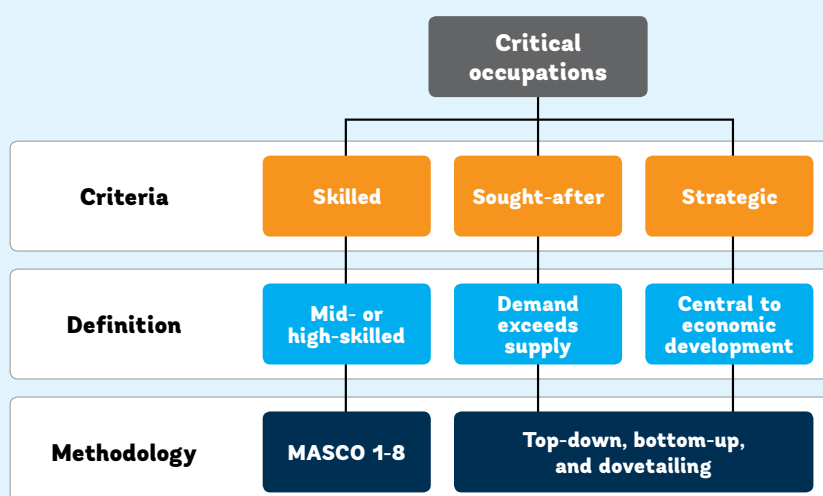 Critical
occupations
Criteria
Skilled
Sought-after
Strategic
Definition
Mid- or
high-skilled
Demand
exceeds
supply
Central to
economic
development
Methodology
MASCO 1-8
Top-down, bottom-up,
and dovetailing